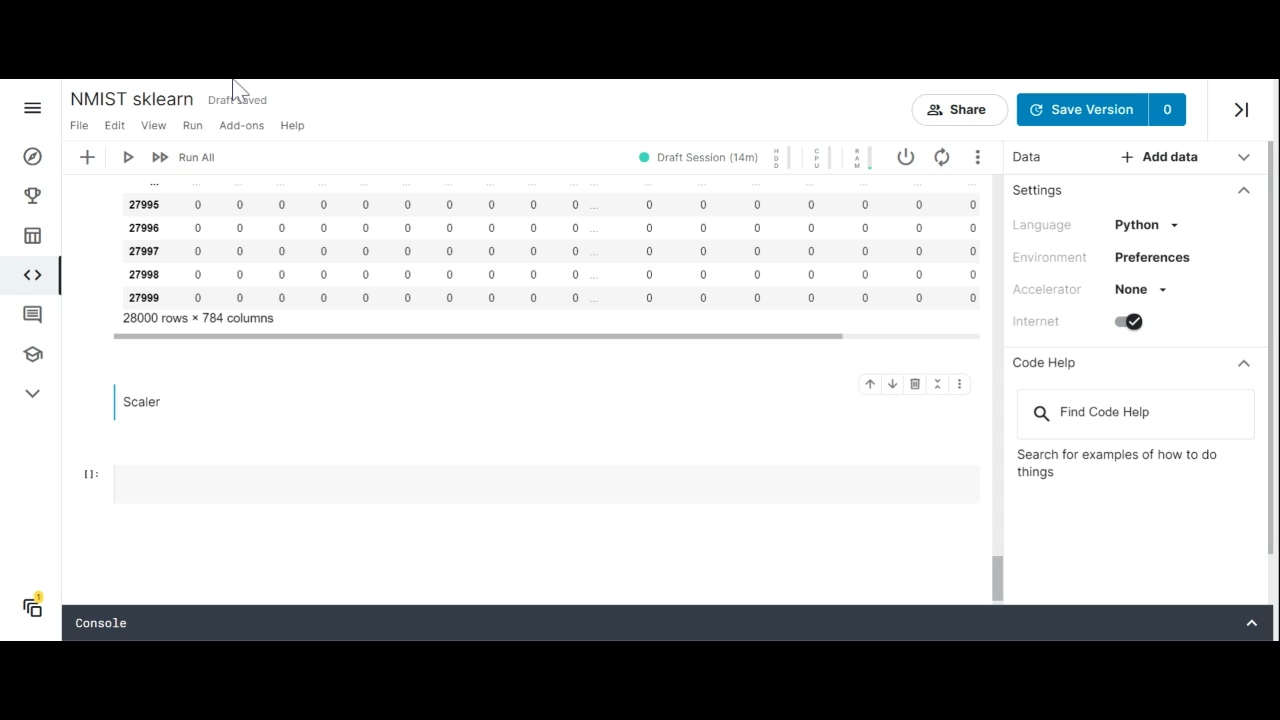 NMIST sklearn Draft saved
File Edit View Run Add-ons Help
Share
Save Version 0
Run All
Draft Session (14m)
HDD
CPU
RAM
... ... ... ... ... ... ... ... ... ... ... ... ... ... ... ... ... ... ...
27995 0 0 0 0 0 0 0 0 0 0 ... 0 0 0 0 0 0 0
27996 0 0 0 0 0 0 0 0 0 0 ... 0 0 0 0 0 0 0
27997 0 0 0 0 0 0 0 0 0 0 ... 0 0 0 0 0 0 0
27998 0 0 0 0 0 0 0 0 0 0 ... 0 0 0 0 0 0 0
27999 0 0 0 0 0 0 0 0 0 0 ... 0 0 0 0 0 0 0
28000 rows × 784 columns
Scaler
[]:
Data + Add data
Settings
Language Python
Environment Preferences
Accelerator None
Internet
Code Help
Find Code Help
Search for examples of how to do
things
1
Console